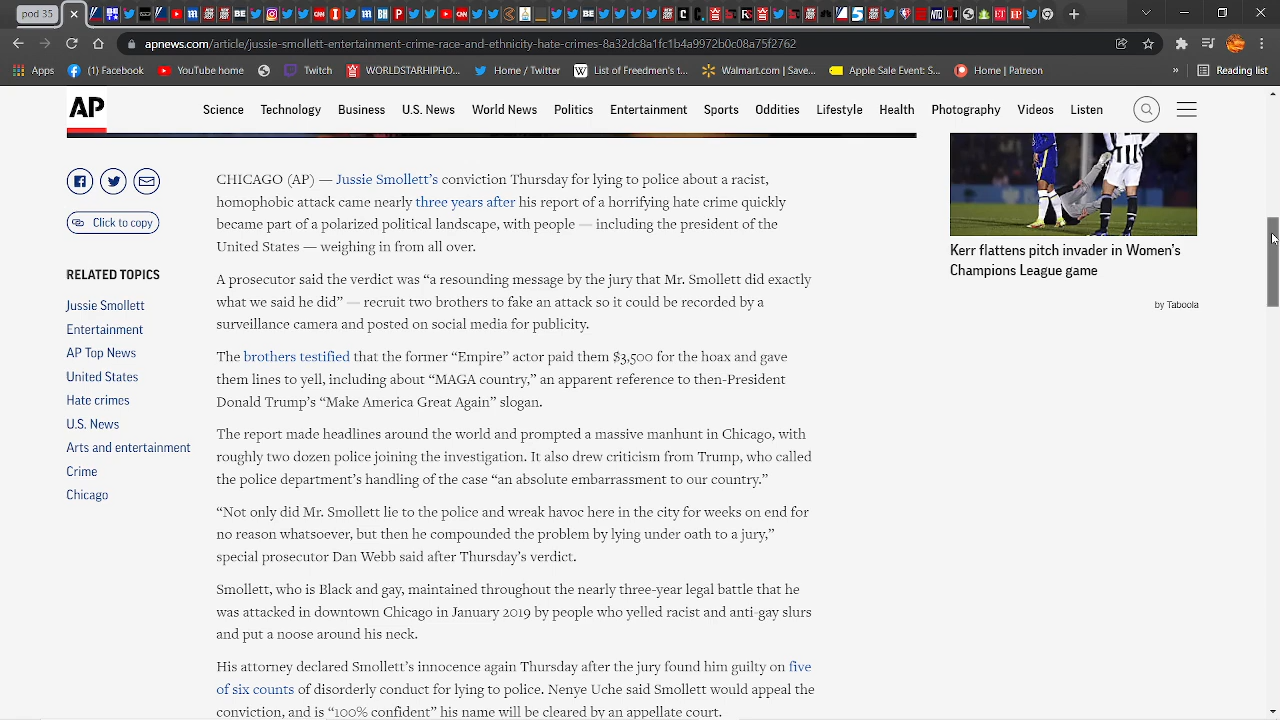 pod 35
apnews.com/article/jussie-smollett-entertainment-crime-race-and-ethnicity-hate-crimes-8a32dc8a1fc1b4a9972b0c08a75f2762
Apps
(1) Facebook
YouTube home
Twitch
WORLDSTARHIPHO...
Home / Twitter
List of Freedmen's t...
Walmart.com | Save...
Apple Sale Event S...
Kerr | Patreon
»
Reading list
AP
Science
Technology
Business
U.S. News
World News
Politics
Entertainment
Sports
Oddities
Lifestyle
Health
Photography
Videos
Listen
Click to copy
RELATED TOPICS
Jussie Smollett
Entertainment
AP Top News
United States
Hate crimes
U.S. News
Arts and entertainment
Crime
Chicago
CHICAGO (AP) — Jussie Smollett’s conviction Thursday for lying to police about a racist,
homophobic attack came nearly three years after his report of a horrifying hate crime quickly
became part of a polarized political landscape, with people — including the president of the
United States — weighing in from all over.
A prosecutor said the verdict was “a resounding message by the jury that Mr. Smollett did exactly
what we said he did” — recruit two brothers to fake an attack so it could be recorded by a
surveillance camera and posted on social media for publicity.
The brothers testified that the former “Empire” actor paid them $3,500 for the hoax and gave
them lines to yell, including about “MAGA country,” an apparent reference to then-President
Donald Trump’s “Make America Great Again” slogan.
The report made headlines around the world and prompted a massive manhunt in Chicago, with
roughly two dozen police joining the investigation. It also drew criticism from Trump, who called
the police department’s handling of the case “an absolute embarrassment to our country.”
“Not only did Mr. Smollett lie to the police and wreak havoc here in the city for weeks on end for
no reason whatsoever, but then he compounded the problem by lying under oath to a jury,”
special prosecutor Dan Webb said after Thursday’s verdict.
Smollett, who is Black and gay, maintained throughout the nearly three-year legal battle that he
was attacked in downtown Chicago in January 2019 by people who yelled racist and anti-gay slurs
and put a noose around his neck.
His attorney declared Smollett’s innocence again Thursday after the jury found him guilty on five
of six counts of disorderly conduct for lying to police. Nenye Uche said Smollett would appeal the
conviction, and is “100% confident” his name will be cleared by an appellate court.
Kerr flattens pitch invader in Women’s
Champions League game
by Taboola